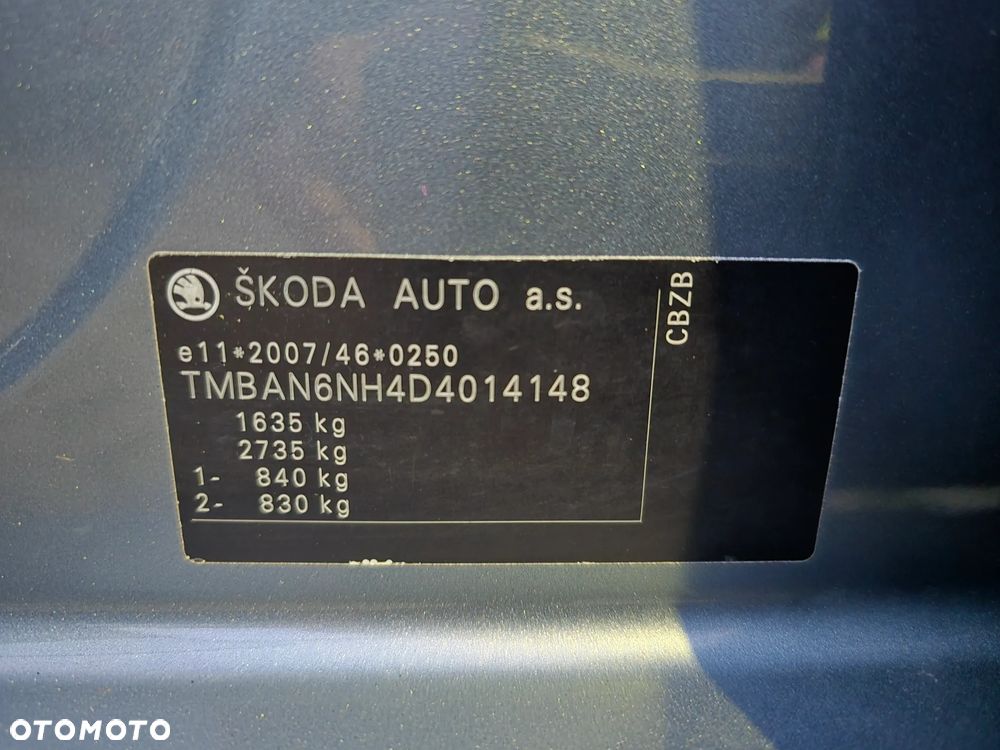 ŠKODA AUTO a.s.
CBZB
e11*2007/46*0250
TMBAN6NH4D4014148
1635 kg
2735 kg
1- 840 kg
2- 830 kg
OTOMOTO